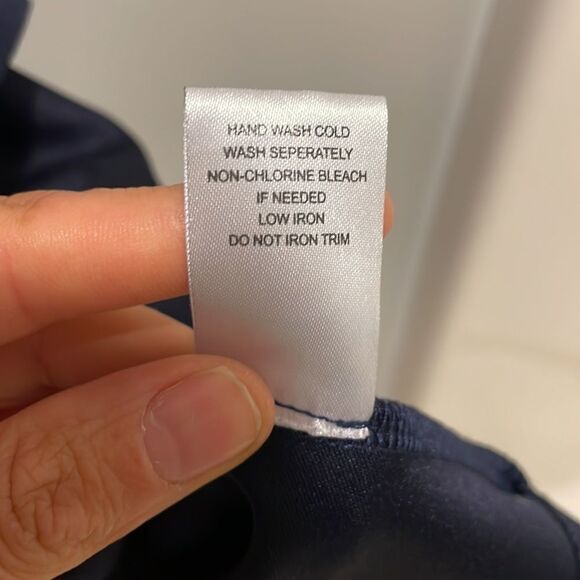 HAND WASH COLD
WASH SEPERATELY
NON-CHLORINE BLEACH
IF NEEDED
LOW IRON
DO NOT IRON TRIM